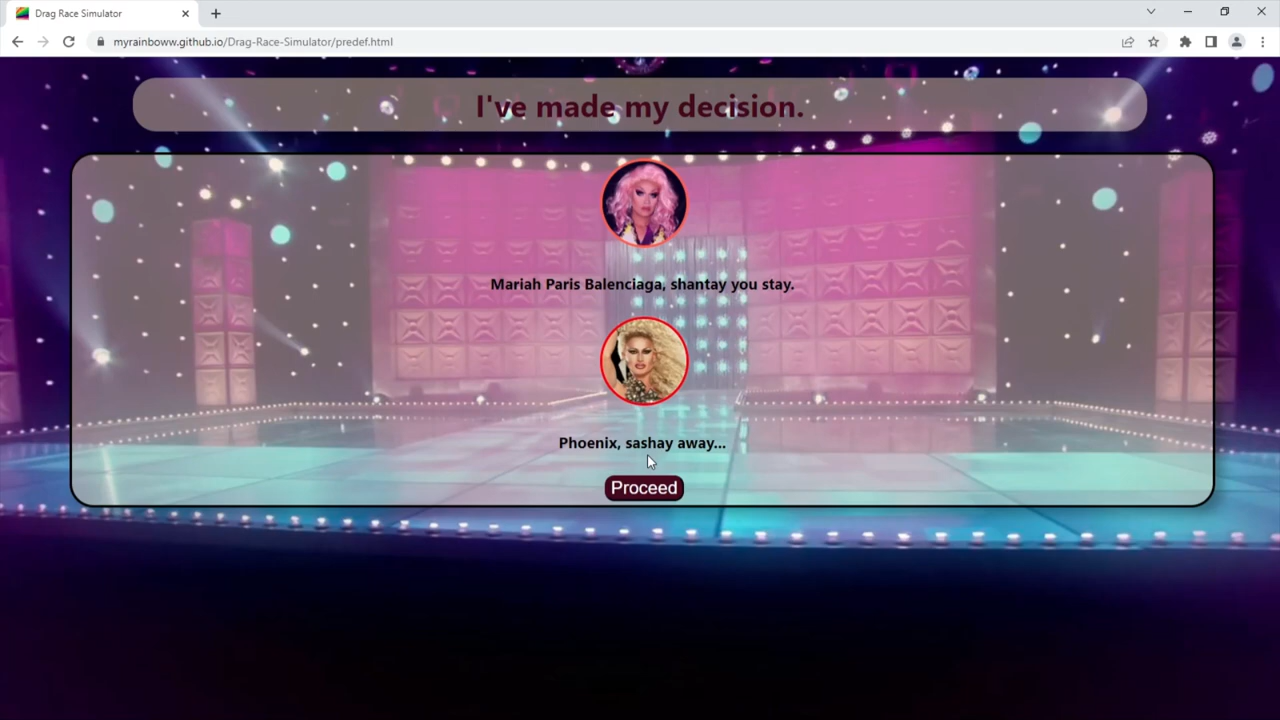 Drag Race Simulator
myrainboww.github.io/Drag-Race-Simulator/predef.html
I've made my decision.
Mariah Paris Balenciaga, shantay you stay.
Phoenix, sashay away...
Proceed